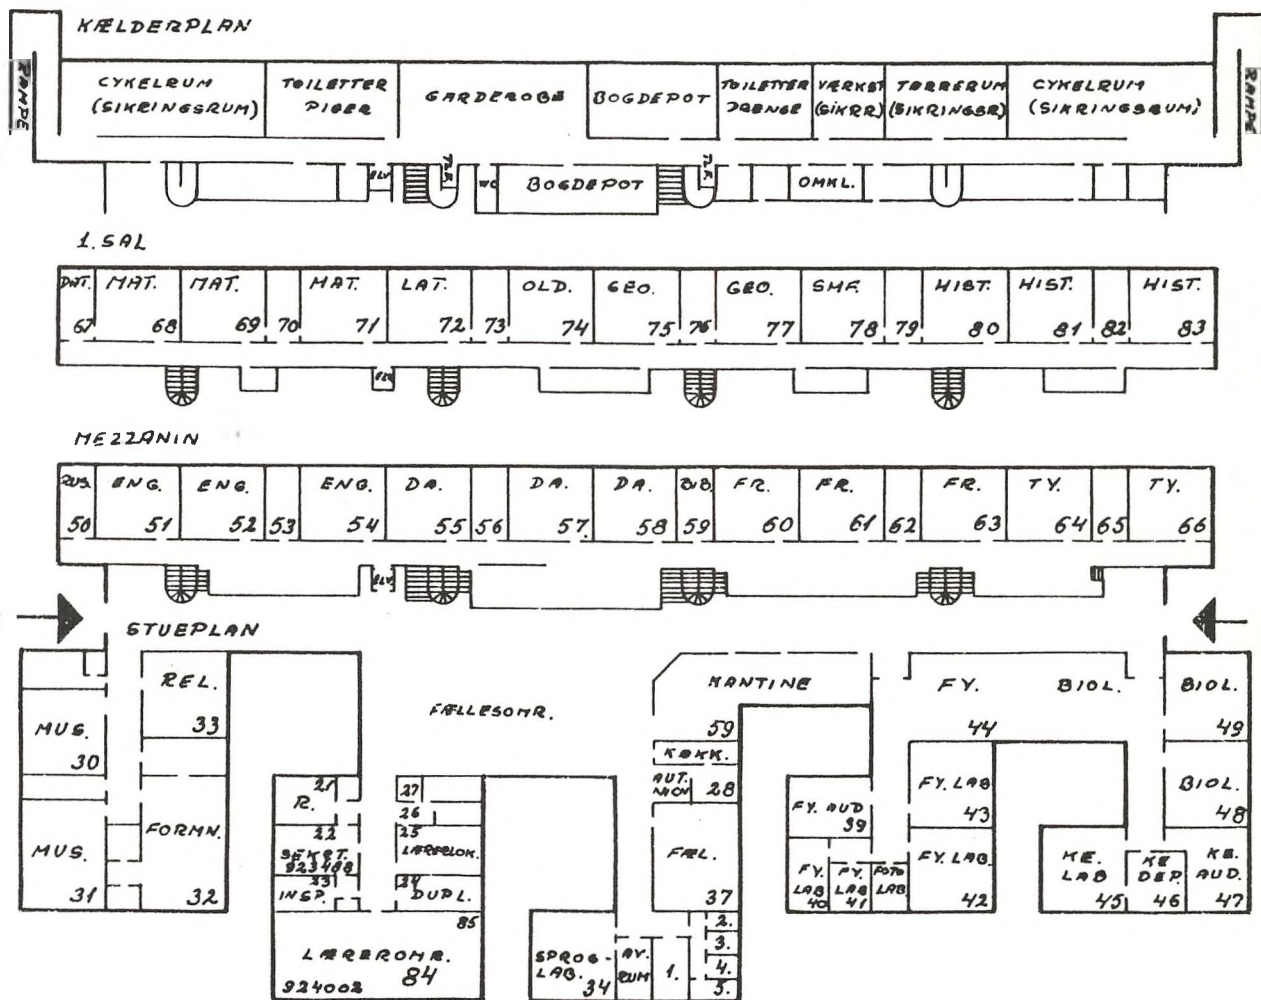 KÆLDERPLAN
RAMPE
CYKELRUM
(SIKRINGSRUM)
TOILETTER
PIGER
GARDEROBE
BOGDEPOT
TOILETTER
DRENGE
VÆRKST
(SIKRR)
TØRRERUM
(SIKRINGSR)
CYKELRUM
(SIKRINGSRUM)
RAMPE
ELV
WC
BOGDEPOT
OMKL.
1. SAL
DAT.
67
MAT.
68
MAT.
69
70
MAT.
71
LAT.
72
73
OLD.
74
GEO.
75
76
GEO.
77
SMF.
78
79
HIST.
80
HIST.
81
82
HIST.
83
ELV
MEZZANIN
RUS.
50
ENG.
51
ENG.
52
53
ENG.
54
DA.
55
56
DA.
57.
DA.
58
BIB.
59
FR.
60
FR.
61
62
FR.
63
TY.
64
65
TY.
66
ELV
STUEPLAN
MUS.
30
MUS.
31
REL.
33
FORMN.
32
FÆLLESOMR.
21
R.
22
SEKRT.
923488
23
INSP.
27
26
25
LÆRERLOK.
24
DUPL.
85
LÆREROMR.
84
924002
KANTINE
59
KØKK.
AUT.
NICH
28
FÆL.
37
SPROG-
LAB.
34
AV.
RUM
1.
2.
3.
4.
5.
FY. AUD
39
FY.
LAB
40
FY.
LAB
41
FOTO
LAB
FY.
44
BIOL.
FY. LAB
43
FY. LAB.
42
BIOL.
49
BIOL.
48
KE.
LAB
45
KE
DEP.
46
KE.
AUD.
47